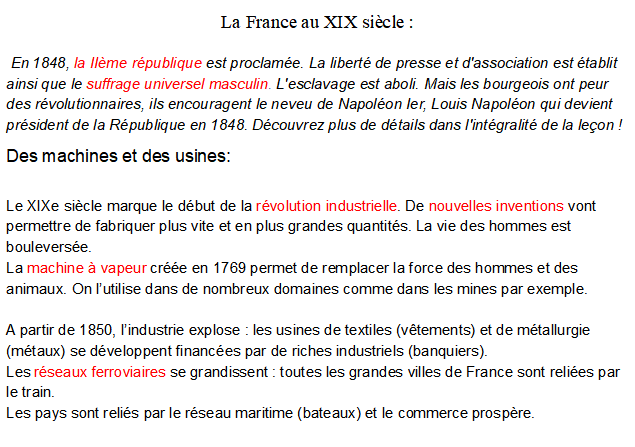 La France au XIX siècle :
En 1848, la IIème république est proclamée. La liberté de presse et d'association est établit
ainsi que le suffrage universel masculin. L'esclavage est aboli. Mais les bourgeois ont peur
des révolutionnaires, ils encouragent le neveu de Napoléon Ier, Louis Napoléon qui devient
président de la République en 1848. Découvrez plus de détails dans l'intégralité de la leçon !
Des machines et des usines:
Le XIXe siècle marque le début de la révolution industrielle. De nouvelles inventions vont
permettre de fabriquer plus vite et en plus grandes quantités. La vie des hommes est
bouleversée.
La machine à vapeur créée en 1769 permet de remplacer la force des hommes et des
animaux. On l’utilise dans de nombreux domaines comme dans les mines par exemple.
A partir de 1850, l’industrie explose : les usines de textiles (vêtements) et de métallurgie
(métaux) se développent financées par de riches industriels (banquiers).
Les réseaux ferroviaires se grandissent : toutes les grandes villes de France sont reliées par
le train.
Les pays sont reliés par le réseau maritime (bateaux) et le commerce prospère.